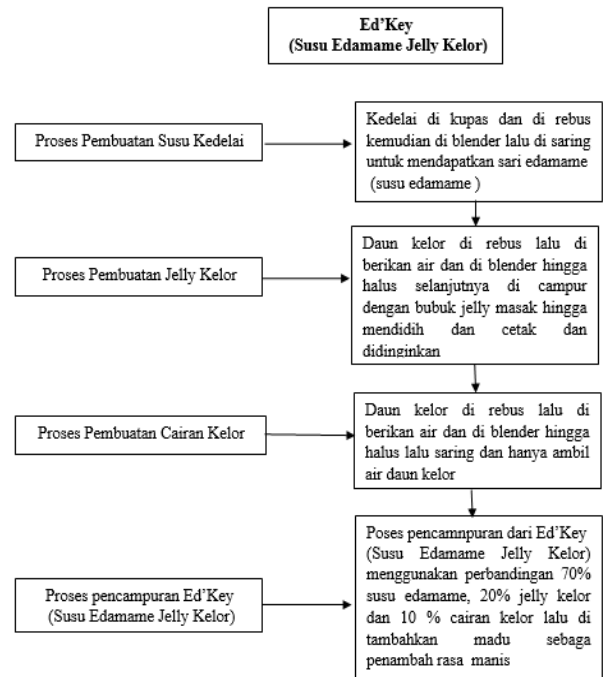 Ed’Key
(Susu Edamame Jelly Kelor)
Proses Pembuatan Susu Kedelai
Kedelai di kupas dan di rebus
kemudian di blender lalu di saring
untuk mendapatkan sari edamame
(susu edamame )
Proses Pembuatan Jelly Kelor
Daun kelor di rebus lalu di
berikan air dan di blender hingga
halus selanjutnya di campur
dengan bubuk jelly masak hingga
mendidih dan cetak dan
didinginkan
Proses Pembuatan Cairan Kelor
Daun kelor di rebus lalu di
berikan air dan di blender hingga
halus lalu saring dan hanya ambil
air daun kelor
Proses pencampuran Ed’Key
(Susu Edamame Jelly Kelor)
Poses pencamnpuran dari Ed’Key
(Susu Edamame Jelly Kelor)
menggunakan perbandingan 70%
susu edamame, 20% jelly kelor
dan 10 % cairan kelor lalu di
tambahkan madu sebaga
penambah rasa manis